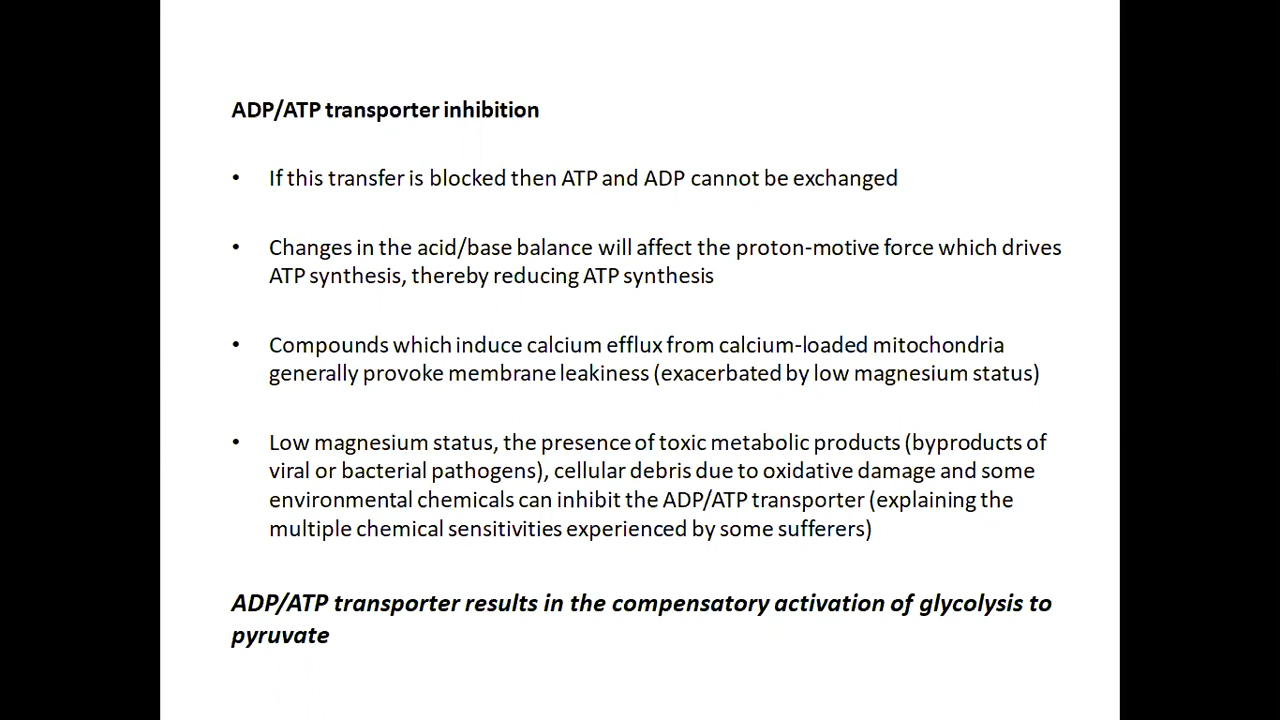 ADP/ATP transporter inhibition
• If this transfer is blocked then ATP and ADP cannot be exchanged
• Changes in the acid/base balance will affect the proton-motive force which drives
ATP synthesis, thereby reducing ATP synthesis
• Compounds which induce calcium efflux from calcium-loaded mitochondria
generally provoke membrane leakiness (exacerbated by low magnesium status)
• Low magnesium status, the presence of toxic metabolic products (byproducts of
viral or bacterial pathogens), cellular debris due to oxidative damage and some
environmental chemicals can inhibit the ADP/ATP transporter (explaining the
multiple chemical sensitivities experienced by some sufferers)
ADP/ATP transporter results in the compensatory activation of glycolysis to
pyruvate